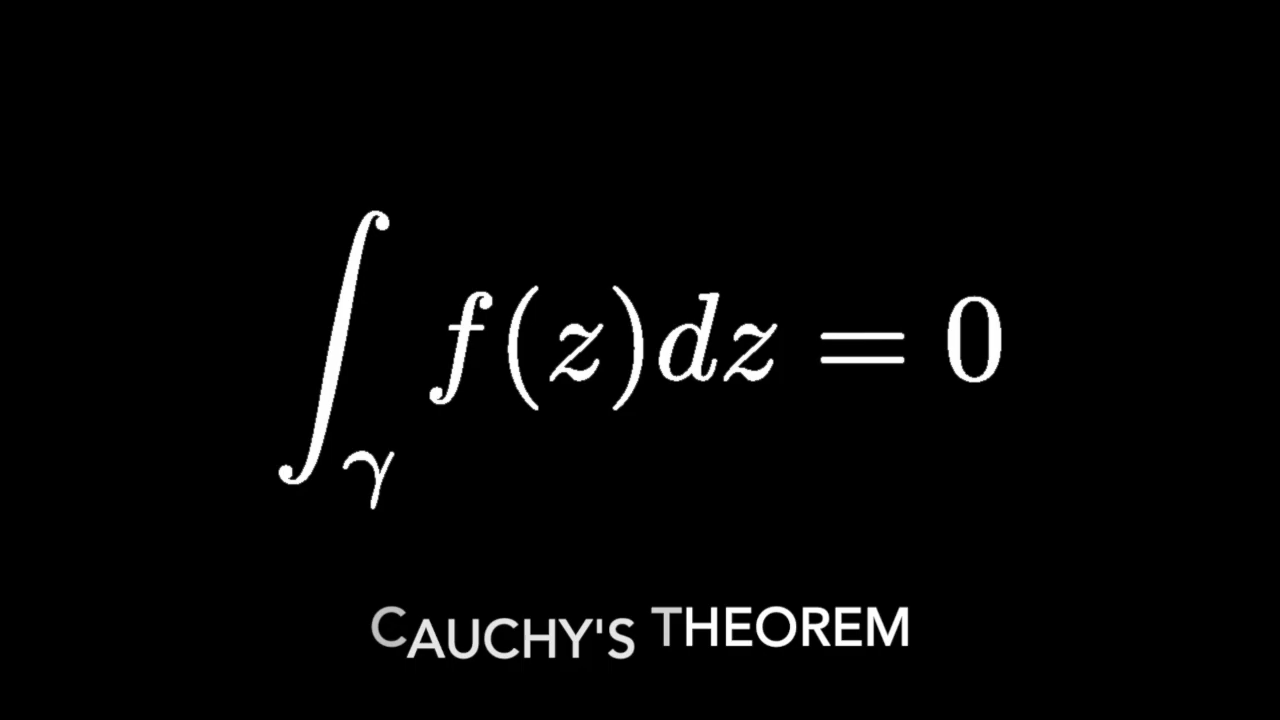 ∫_γ f(z)dz = 0
CAUCHY'S THEOREM